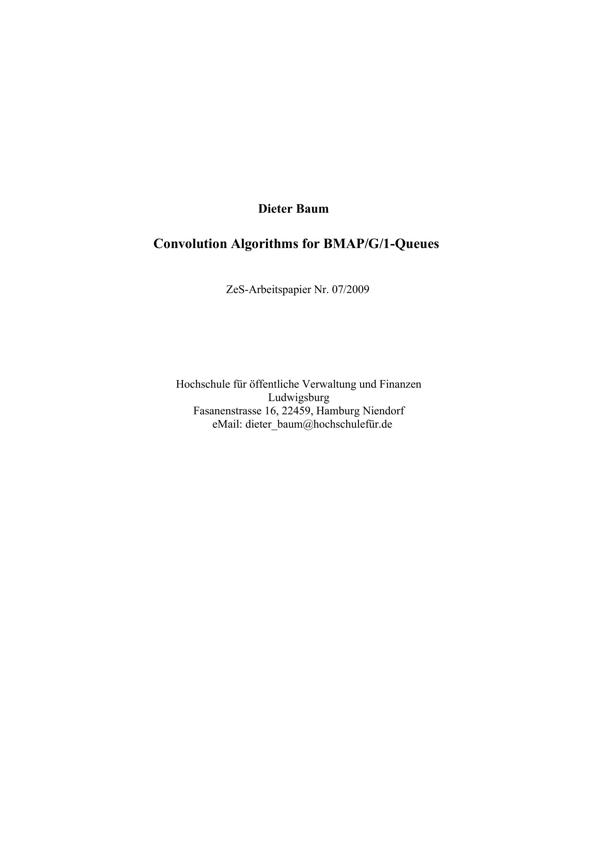 Dieter Baum
Convolution Algorithms for BMAP/G/1-Queues
ZeS-Arbeitspapier Nr. 07/2009
Hochschule für öffentliche Verwaltung und Finanzen
Ludwigsburg
Fasanenstrasse 16, 22459, Hamburg Niendorf
eMail: dieter_baum@hochschulefür.de